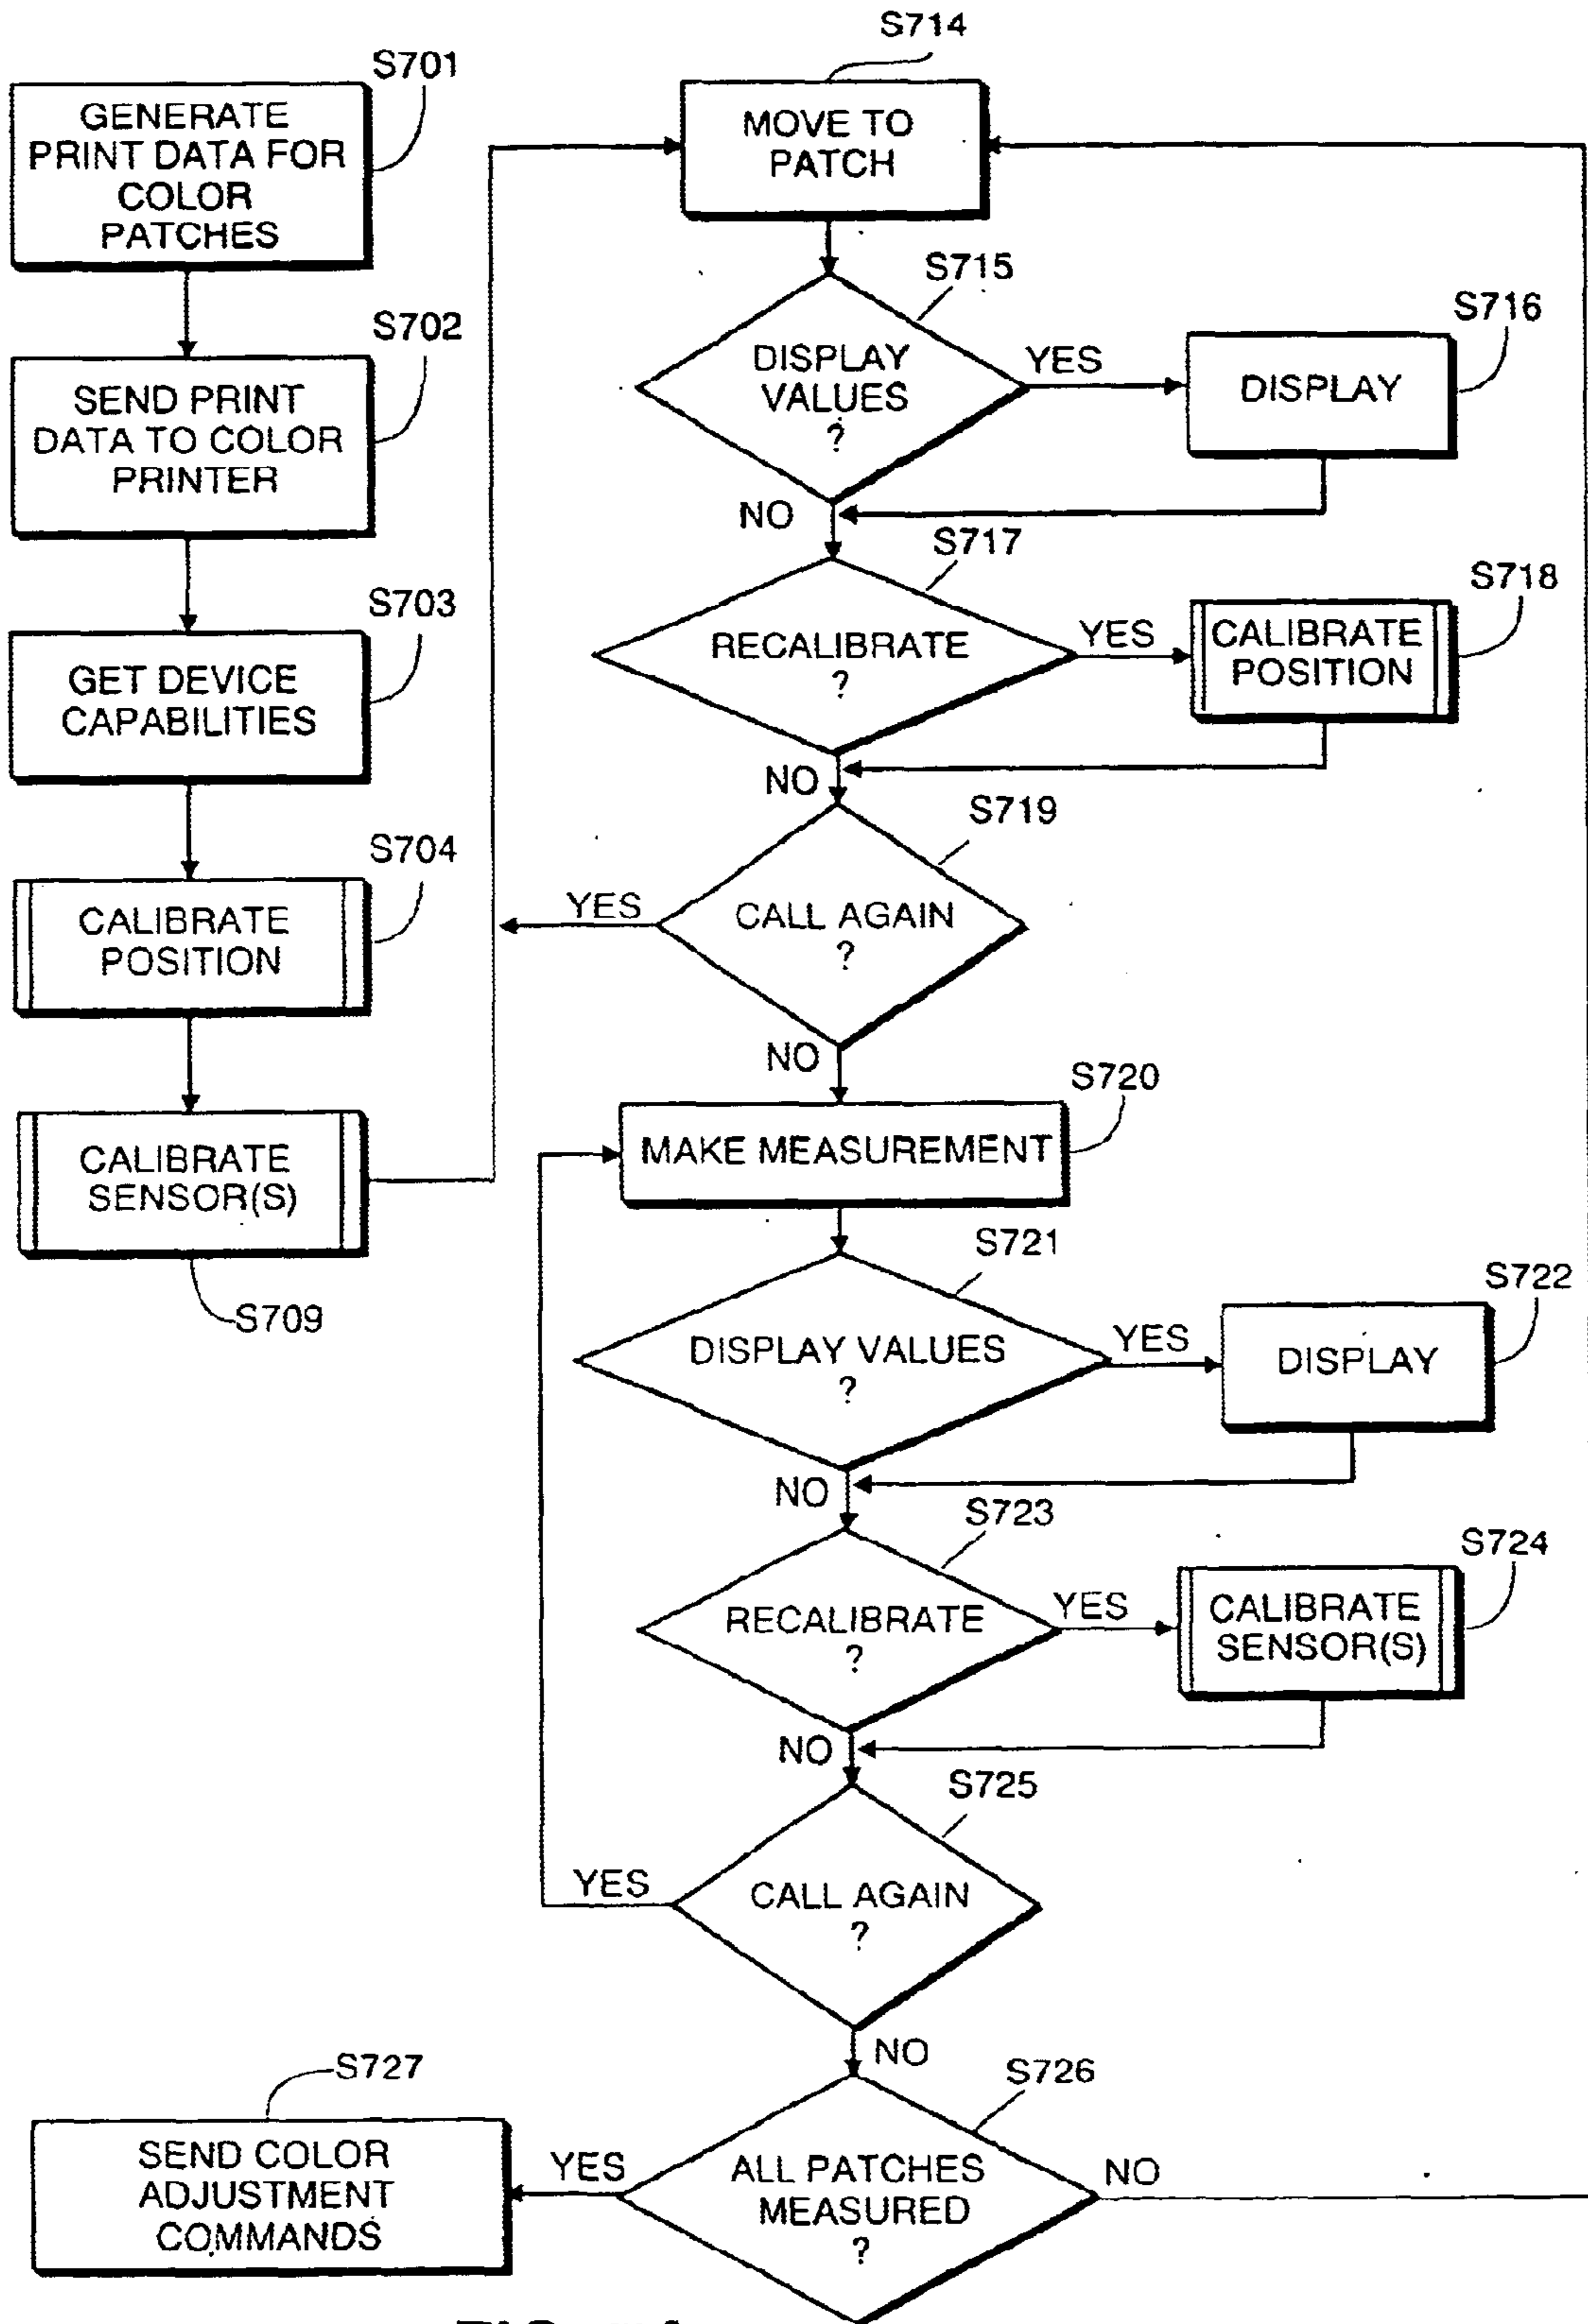 S701
GENERATE
PRINT DATA FOR
COLOR
PATCHES
S702
SEND PRINT
DATA TO COLOR
PRINTER
S703
GET DEVICE
CAPABILITIES
S704
CALIBRATE
POSITION
CALIBRATE
SENSOR(S)
S709
S714
MOVE TO
PATCH
S715
DISPLAY
VALUES
?
YES
S716
DISPLAY
NO
S717
RECALIBRATE
?
YES
S718
CALIBRATE
POSITION
NO
S719
CALL AGAIN
?
YES
NO
S720
MAKE MEASUREMENT
S721
DISPLAY VALUES
?
YES
S722
DISPLAY
NO
S723
RECALIBRATE
?
YES
S724
CALIBRATE
SENSOR(S)
NO
S725
CALL AGAIN
?
YES
NO
S726
ALL PATCHES
MEASURED
?
NO
YES
S727
SEND COLOR
ADJUSTMENT
COMMANDS